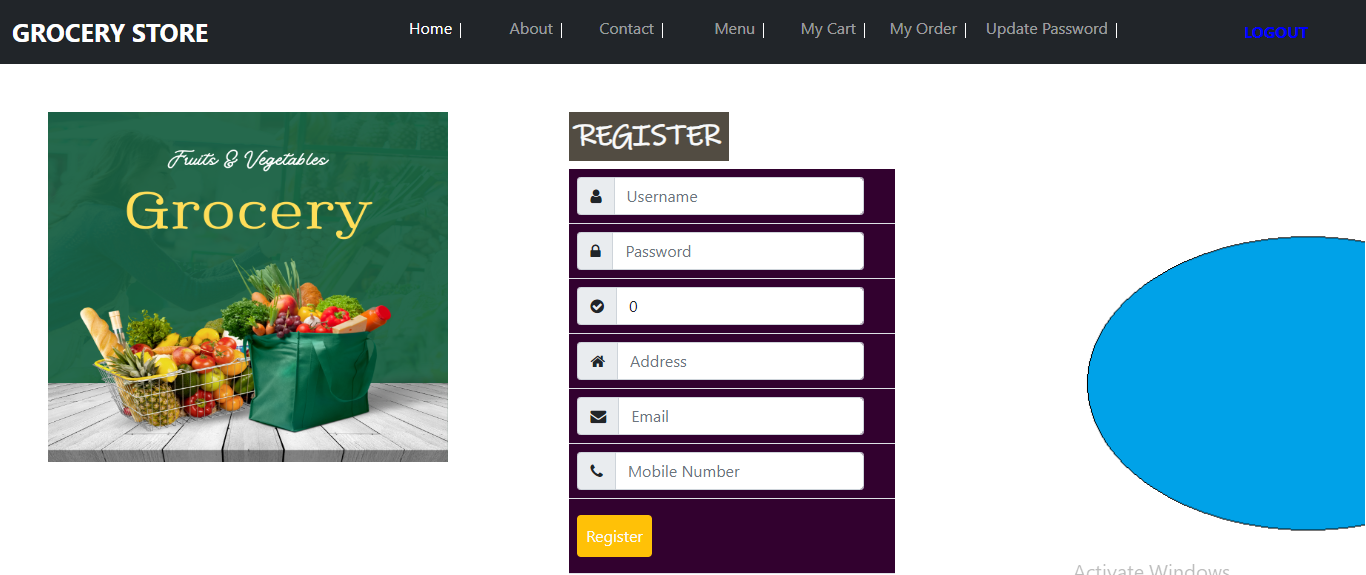 GROCERY STORE
Home | About | Contact | Menu | My Cart | My Order | Update Password |
LOGOUT
Fruits & Vegetables
Grocery
REGISTER
Username
Password
0
Address
Email
Mobile Number
Register
Activate Windows